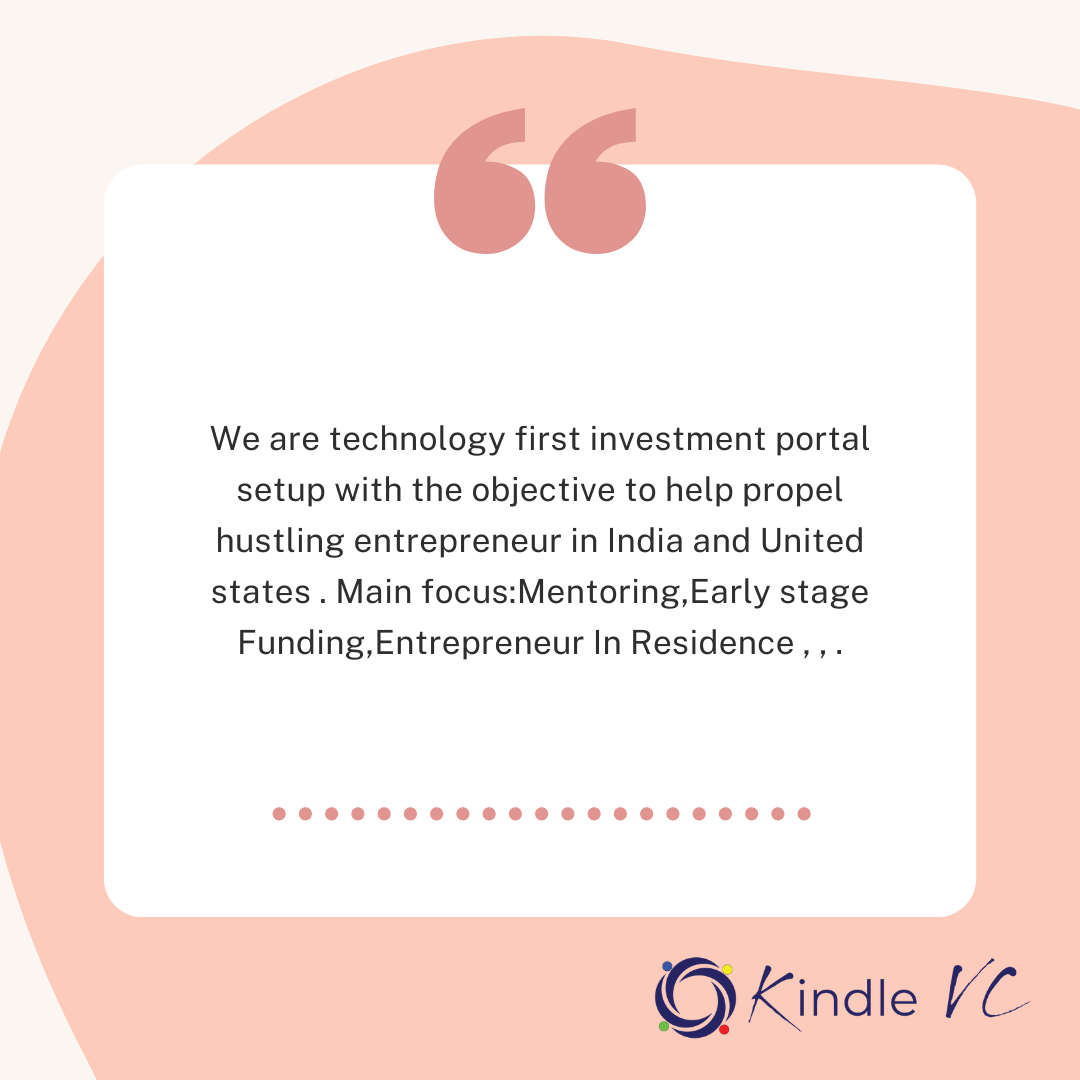 We are technology first investment portal
setup with the objective to help propel
hustling entrepreneur in India and United
states . Main focus:Mentoring,Early stage
Funding,Entrepreneur In Residence , , .
Kindle VC